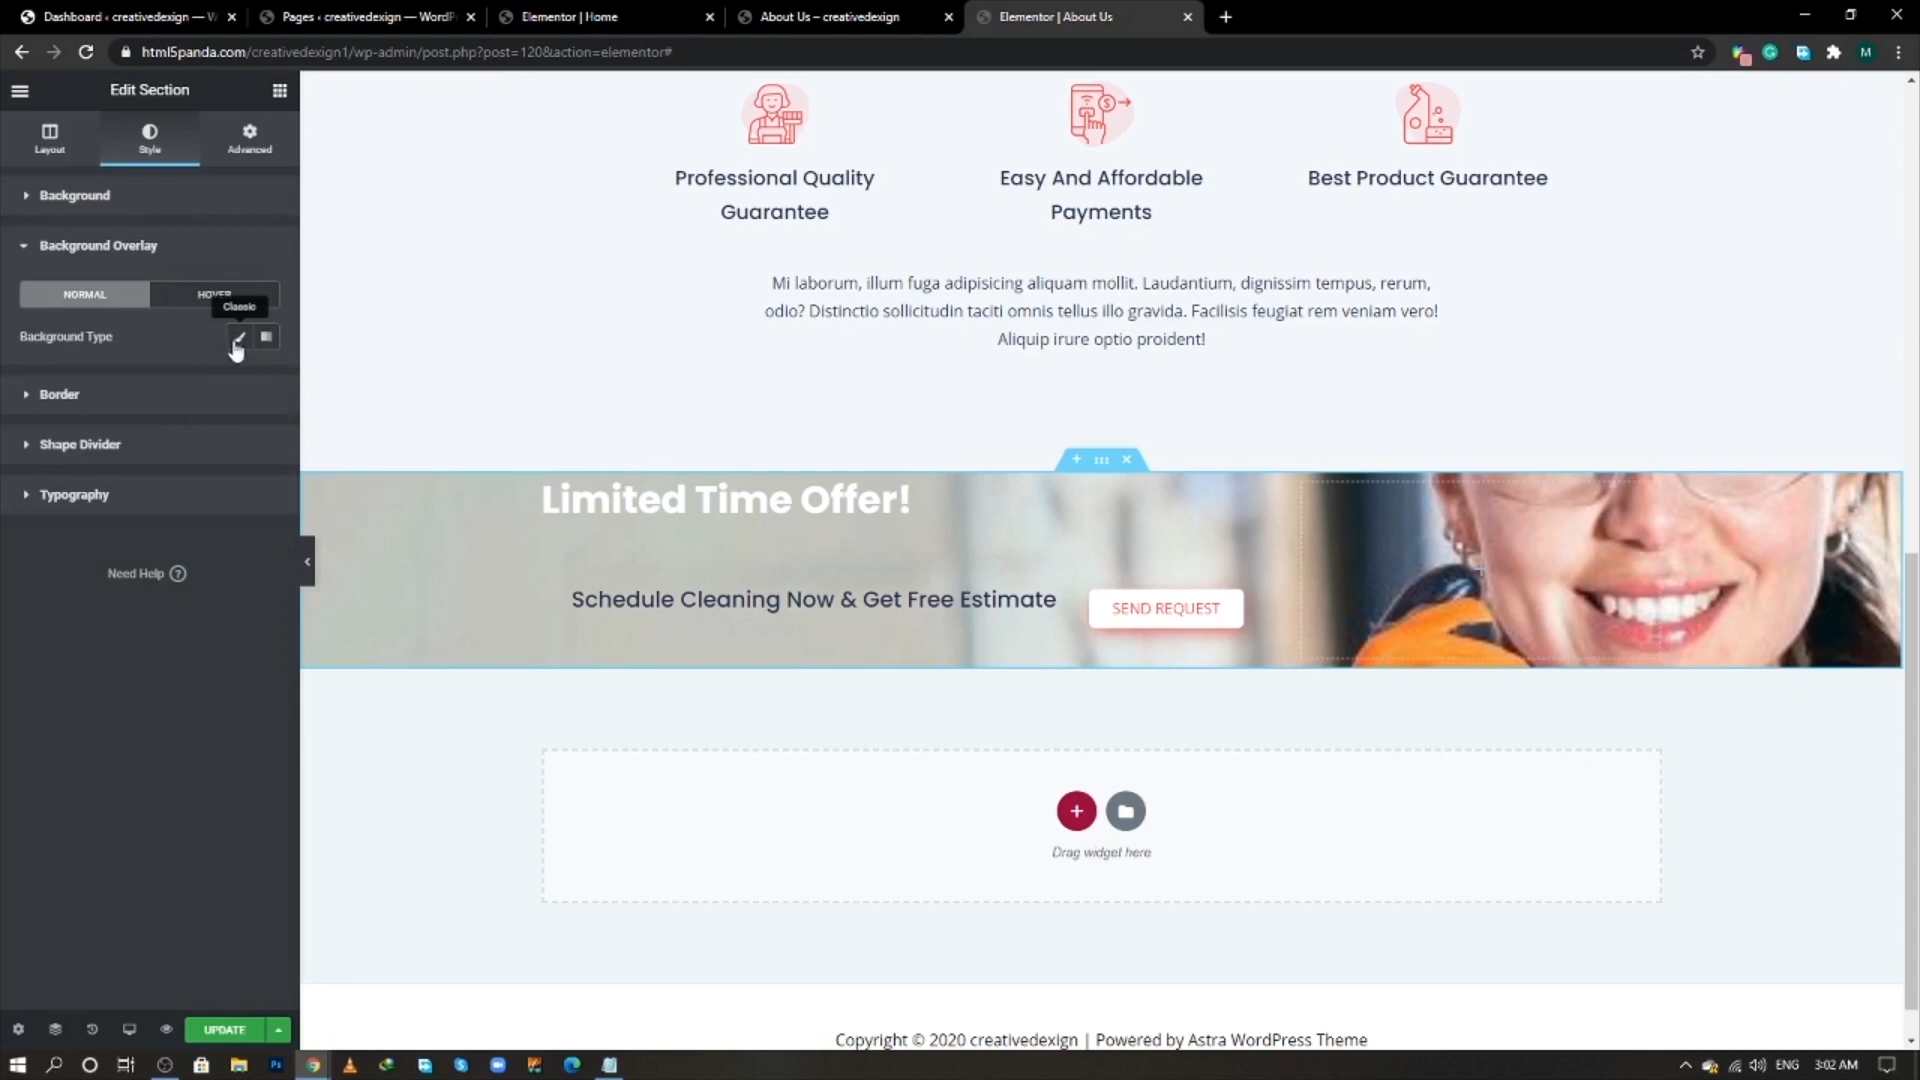 Dashboard ‹ creativedexign — W
Pages ‹ creativedexign — WordP
Elementor | Home
About Us – creativedexign
Elementor | About Us
html5panda.com/creativedexign1/wp-admin/post.php?post=120&action=elementor#
M
Edit Section
Layout
Style
Advanced
Background
Background Overlay
NORMAL
HOVER
Classic
Background Type
Border
Shape Divider
Typography
Need Help ?
UPDATE
Professional Quality
Guarantee
Easy And Affordable
Payments
Best Product Guarantee
Mi laborum, illum fuga adipisicing aliquam mollit. Laudantium, dignissim tempus, rerum,
odio? Distinctio sollicitudin taciti omnis tellus illo gravida. Facilisis feugiat rem veniam vero!
Aliquip irure optio proident!
Limited Time Offer!
Schedule Cleaning Now & Get Free Estimate
SEND REQUEST
Drag widget here
Copyright © 2020 creativedexign | Powered by Astra WordPress Theme
Ps
ENG
3:02 AM